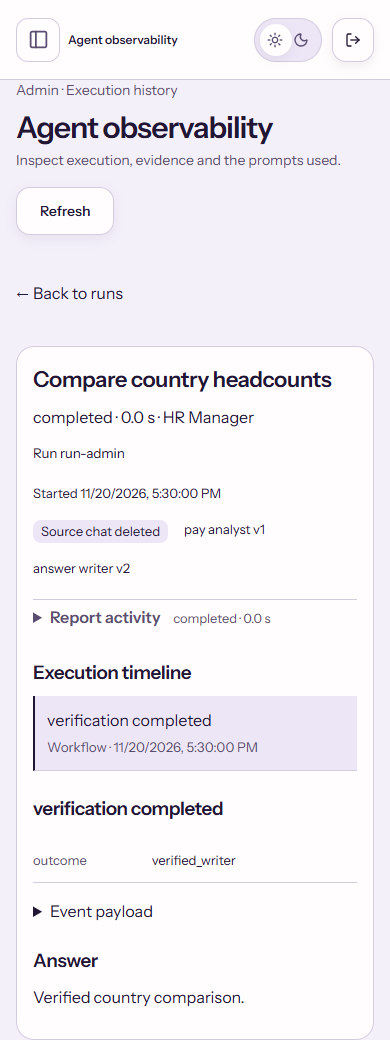 Agent observability
Admin · Execution history
Agent observability
Inspect execution, evidence and the prompts used.
Refresh
← Back to runs
Compare country headcounts
completed · 0.0 s · HR Manager
Run run-admin
Started 11/20/2026, 5:30:00 PM
Source chat deleted pay analyst v1
answer writer v2
Report activity completed · 0.0 s
Execution timeline
verification completed
Workflow · 11/20/2026, 5:30:00 PM
verification completed
outcome verified_writer
Event payload
Answer
Verified country comparison.